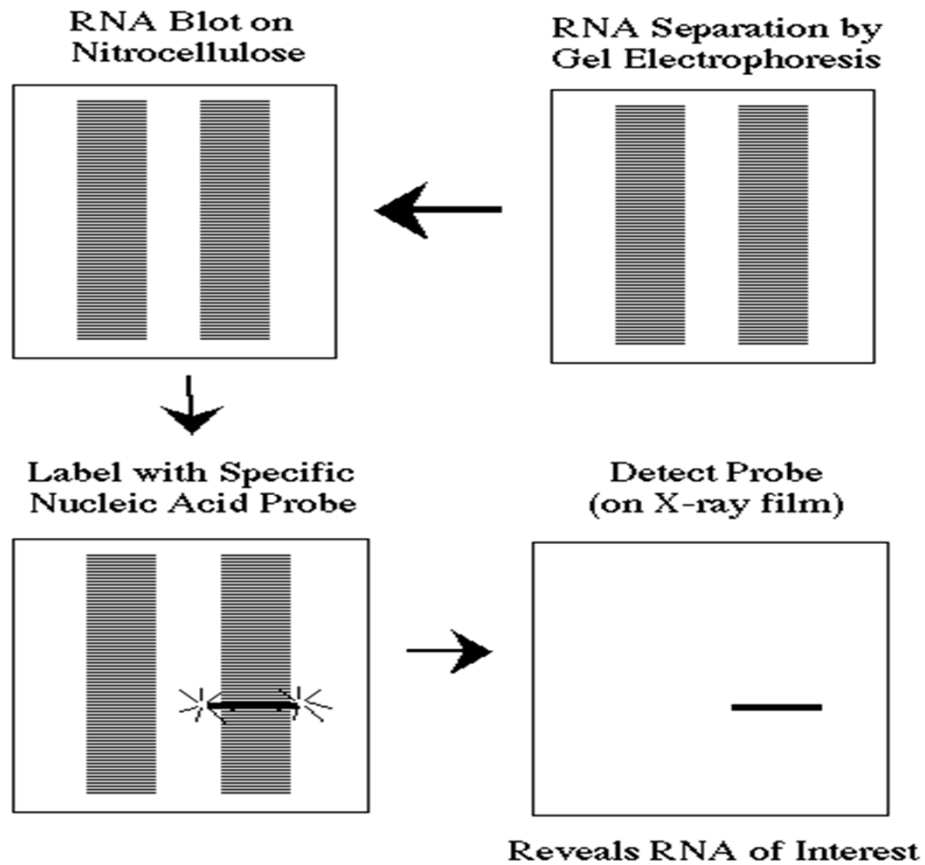 RNA Blot on
Nitrocellulose
RNA Separation by
Gel Electrophoresis
Label with Specific
Nucleic Acid Probe
Detect Probe
(on X-ray film)
Reveals RNA of Interest